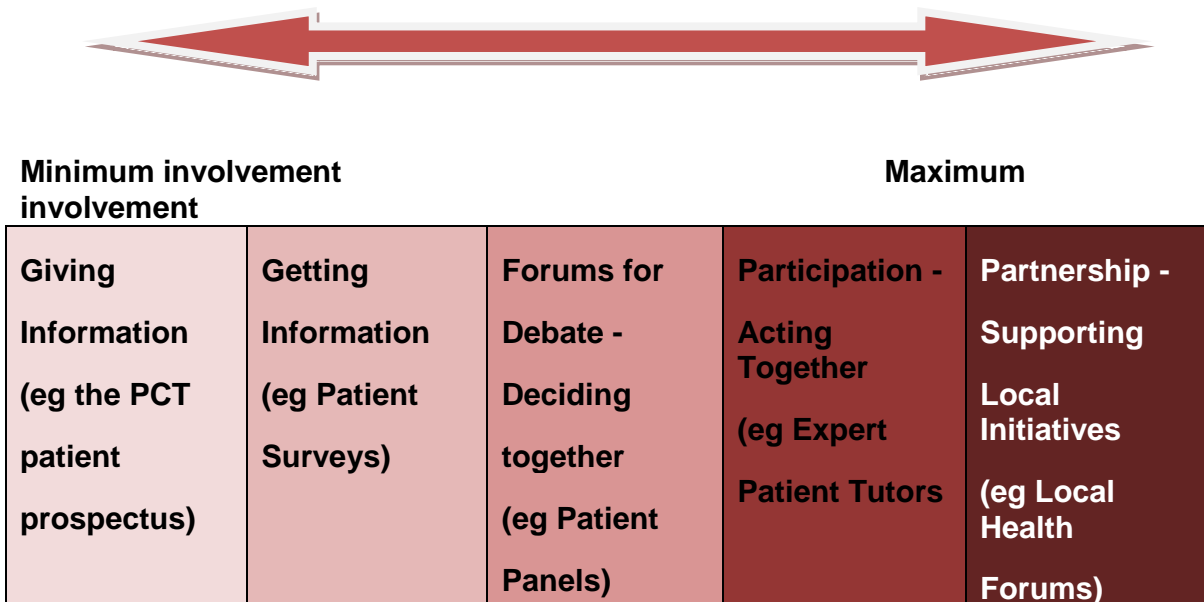 Minimum involvement Maximum
involvement
Giving
Information
(eg the PCT
patient
prospectus)
Getting
Information
(eg Patient
Surveys)
Forums for
Debate -
Deciding
together
(eg Patient
Panels)
Participation -
Acting
Together
(eg Expert
Patient Tutors
Partnership -
Supporting
Local
Initiatives
(eg Local
Health
Forums)